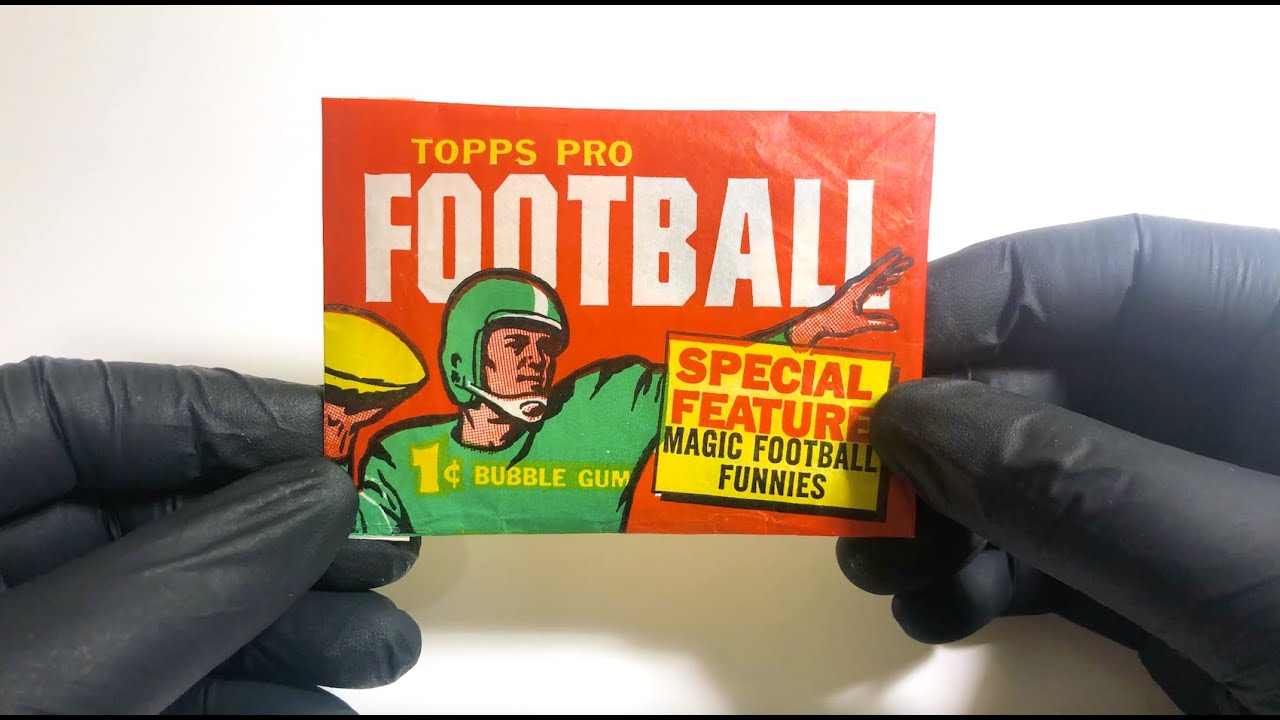 TOPPS PRO
FOOTBALL
1¢ BUBBLE GUM
SPECIAL
FEATURE
MAGIC FOOTBALL
FUNNIES